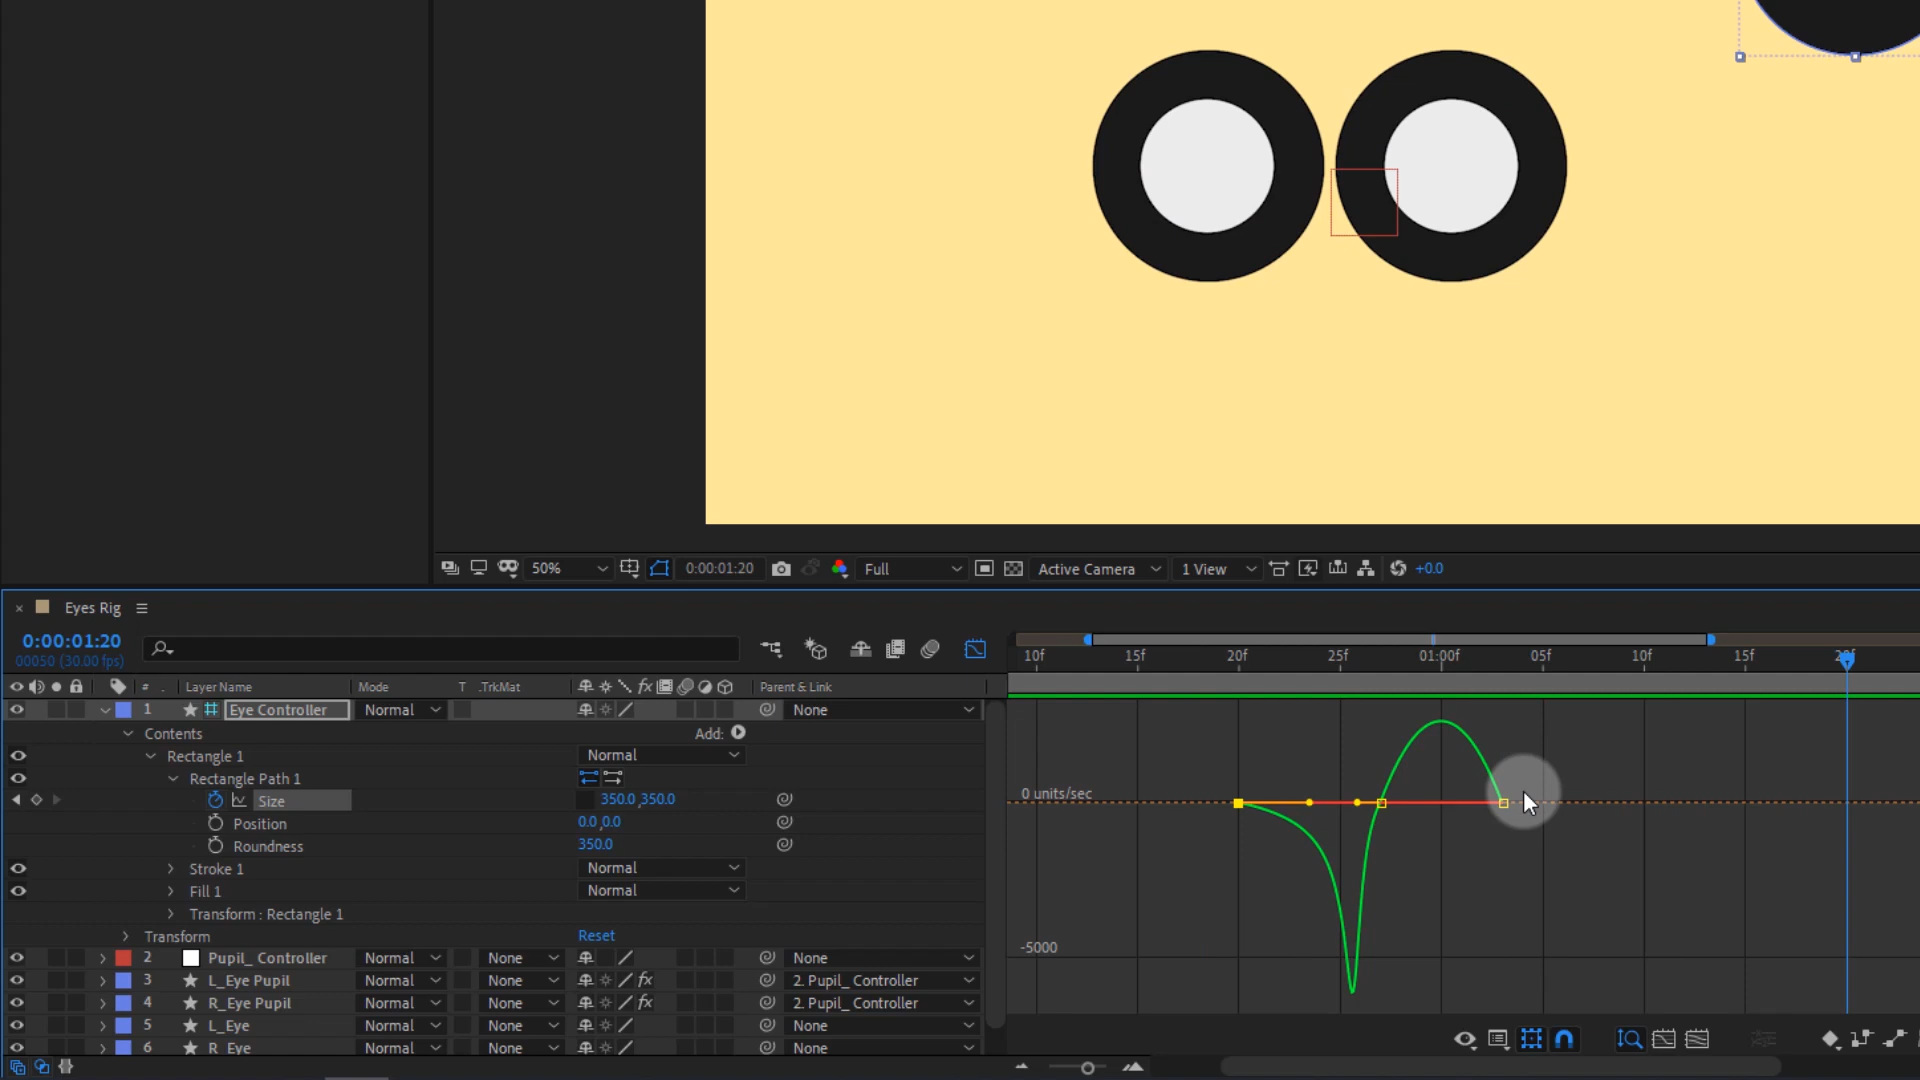 50%
0:00:01:20
Full
Active Camera
1 View
+0.0
× Eyes Rig
0:00:01:20
00050 (30.00 fps)
10f 15f 20f 25f 01:00f 05f 10f 15f
# . Layer Name Mode T .TrkMat fx Parent & Link
1 Eye Controller Normal None
Contents Add:
Rectangle 1 Normal
Rectangle Path 1
Size 350.0,350.0
Position 0.0,0.0
Roundness 350.0
Stroke 1 Normal
Fill 1 Normal
Transform : Rectangle 1
Transform Reset
2 Pupil_ Controller Normal None None
3 L_Eye Pupil Normal None fx 2. Pupil_ Controller
4 R_Eye Pupil Normal None fx 2. Pupil_ Controller
5 L_Eye Normal None None
6 R_Eye Normal None None
0 units/sec
-5000